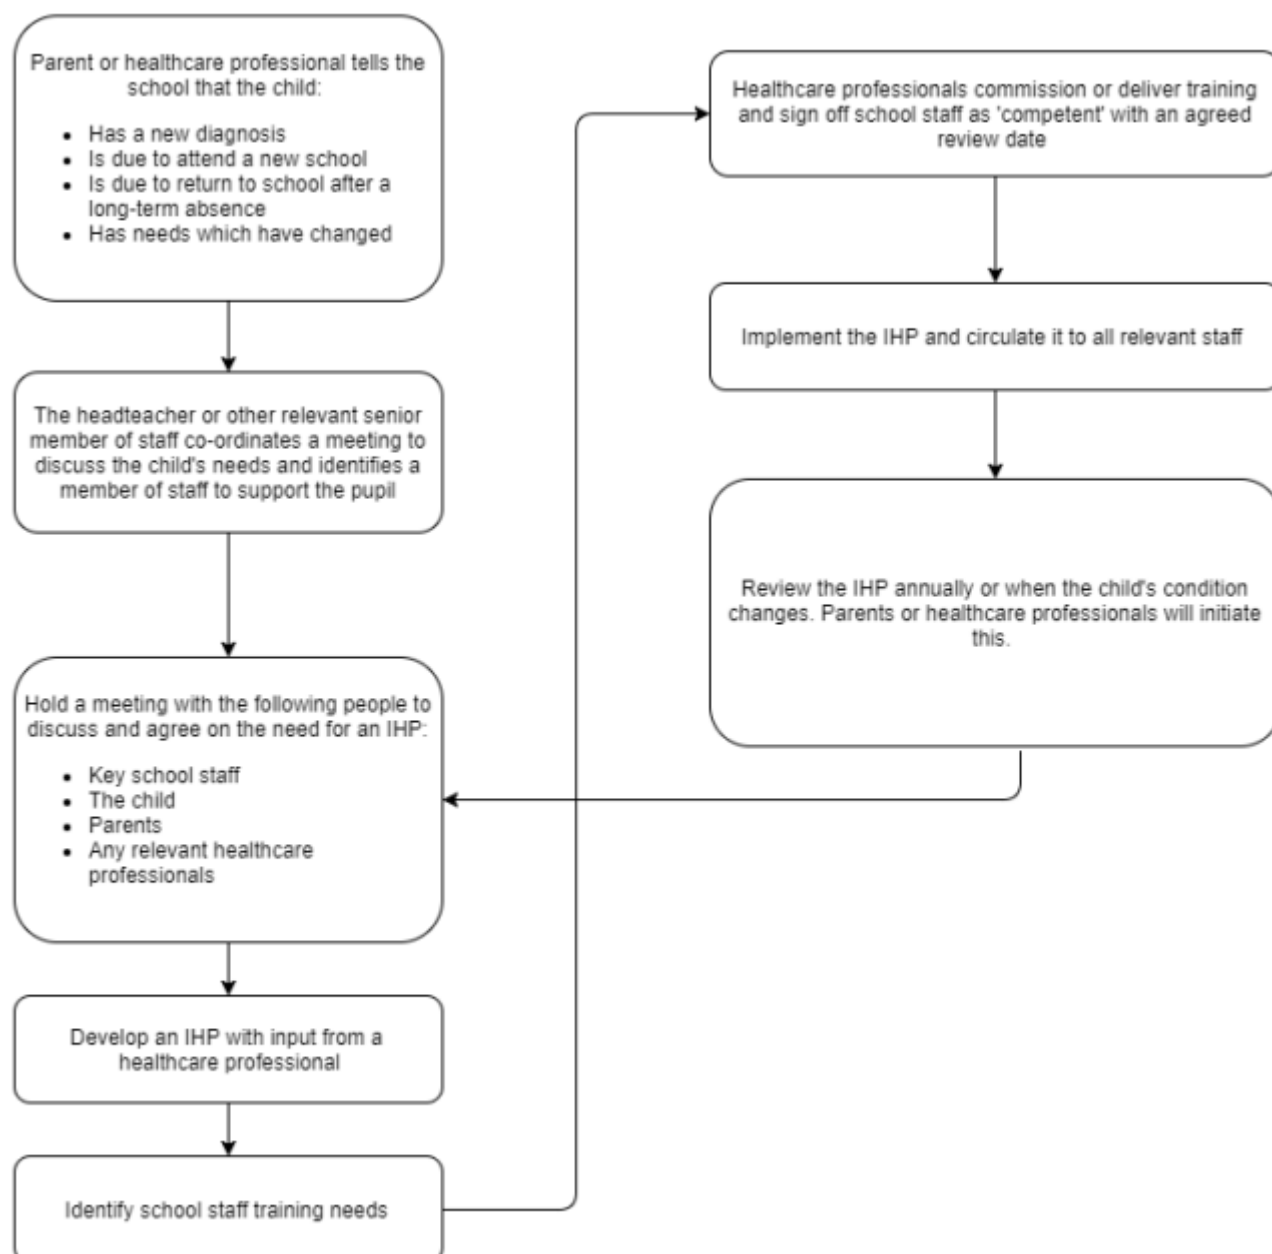 Parent or healthcare professional tells the
school that the child:
• Has a new diagnosis
• Is due to attend a new school
• Is due to return to school after a
long-term absence
• Has needs which have changed
The headteacher or other relevant senior
member of staff co-ordinates a meeting to
discuss the child's needs and identifies a
member of staff to support the pupil
Hold a meeting with the following people to
discuss and agree on the need for an IHP:
• Key school staff
• The child
• Parents
• Any relevant healthcare
professionals
Develop an IHP with input from a
healthcare professional
Identify school staff training needs
Healthcare professionals commission or deliver training
and sign off school staff as 'competent' with an agreed
review date
Implement the IHP and circulate it to all relevant staff
Review the IHP annually or when the child's condition
changes. Parents or healthcare professionals will initiate
this.